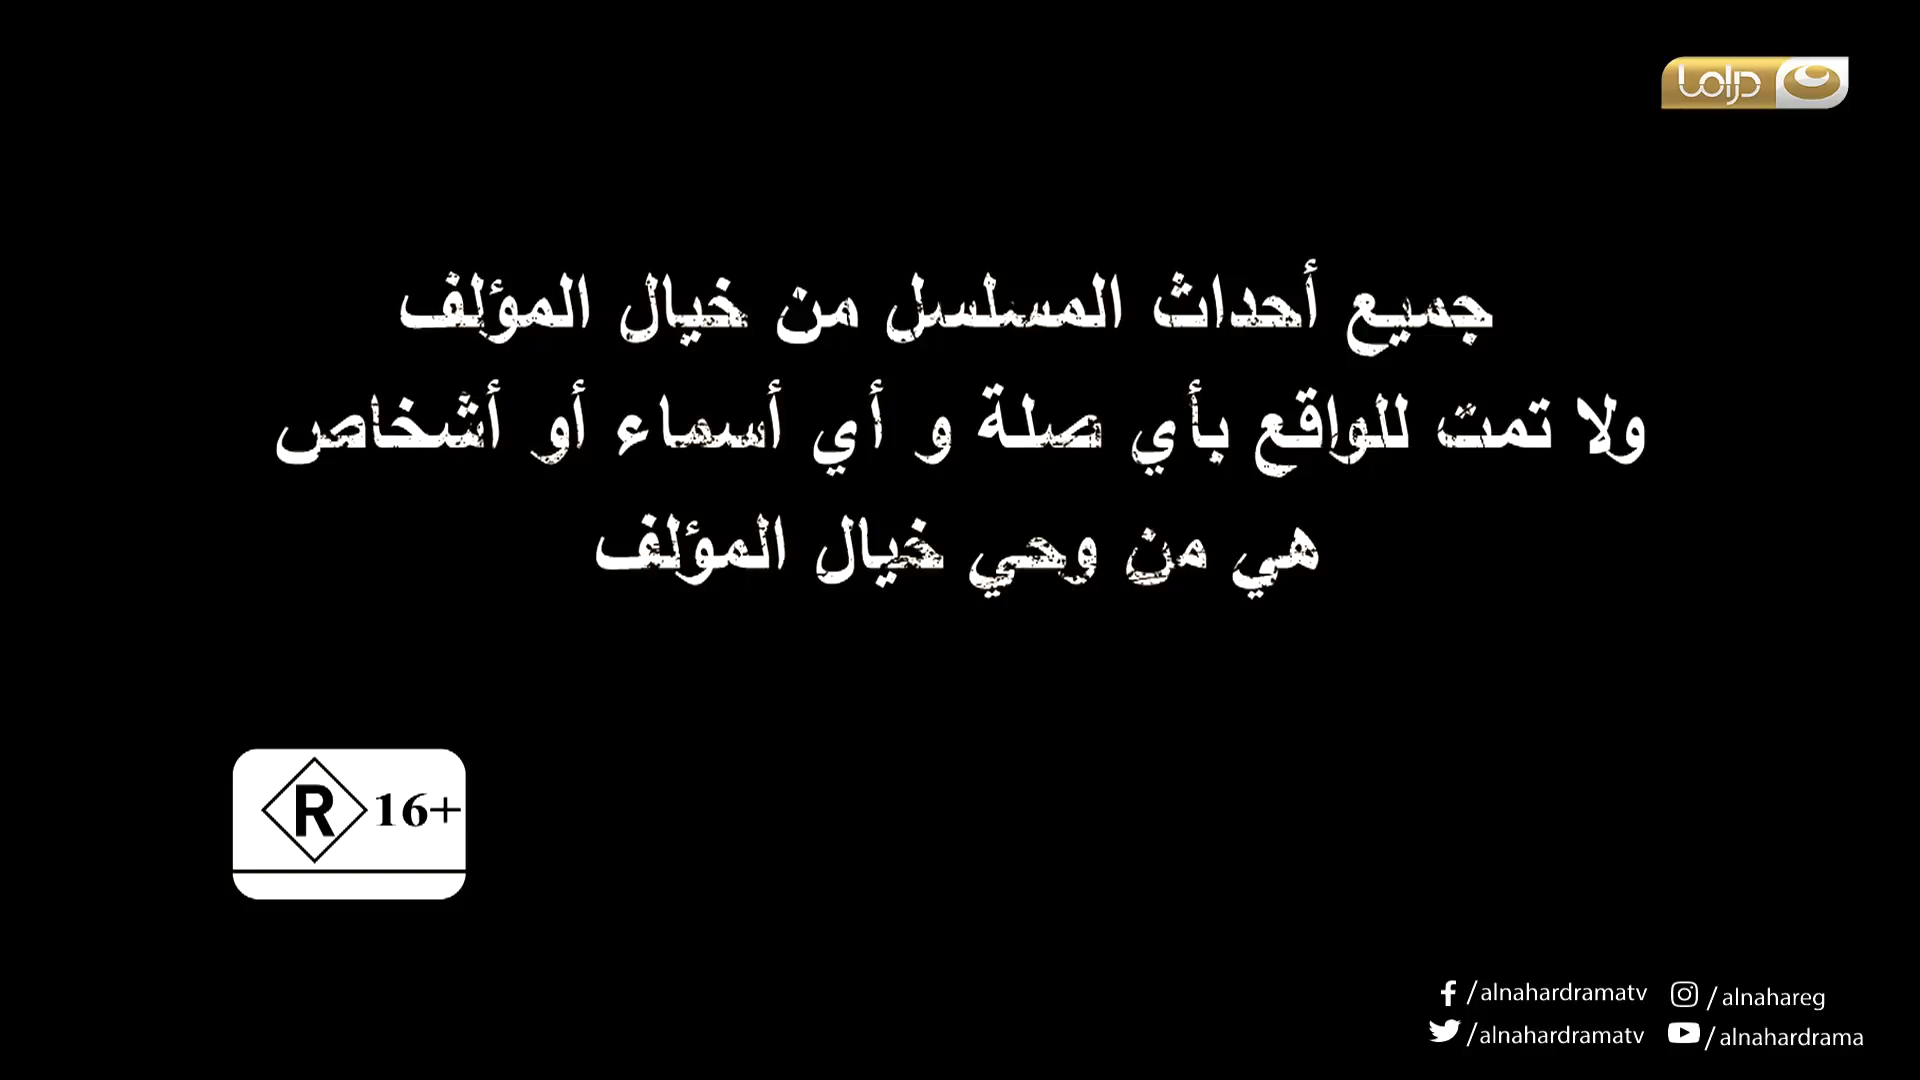 دراما
جميع أحداث المسلسل من خيال المؤلف
ولا تمت للواقع بأي صلة و أي أسماء أو أشخاص
هي من وحي خيال المؤلف
R 16+
/alnahardramatv /alnahareg
/alnahardramatv /alnahardrama